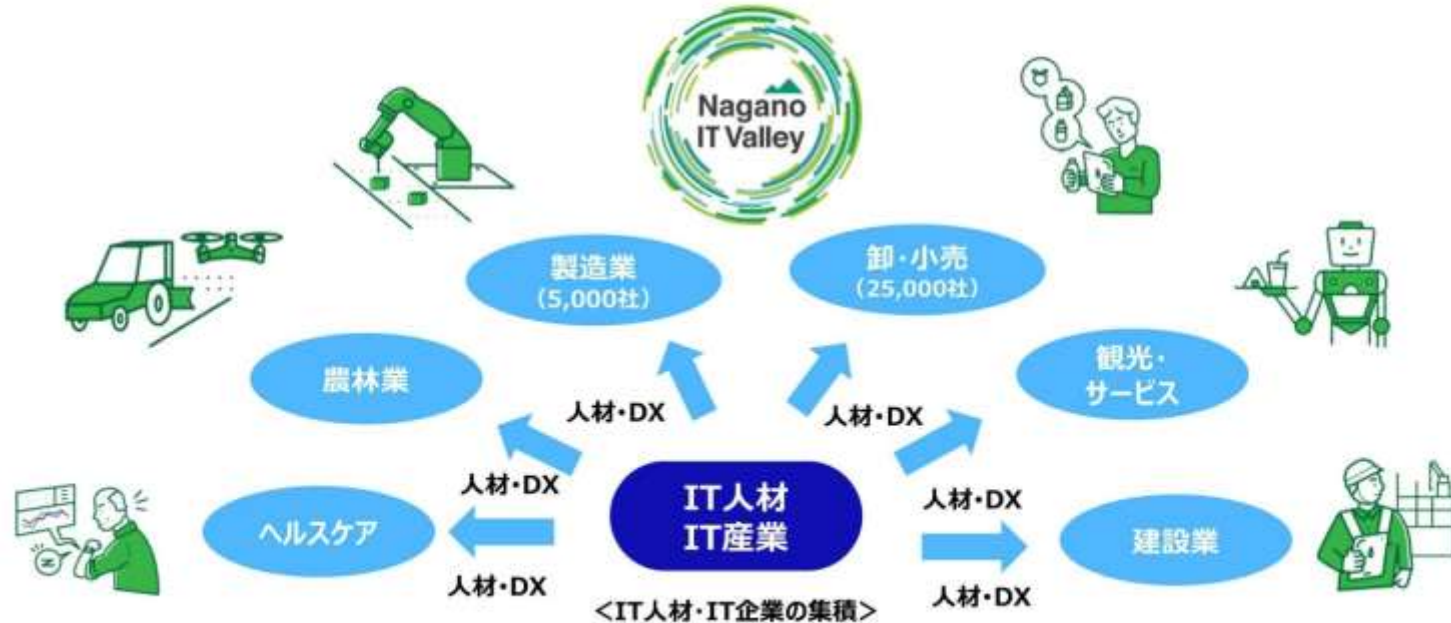 Nagano
IT Valley
製造業
（5,000社）
卸・小売
（25,000社）
農林業
観光・
サービス
人材・DX
人材・DX
人材・DX
人材・DX
ヘルスケア
IT人材
IT産業
建設業
人材・DX
人材・DX
＜IT人材・IT企業の集積＞